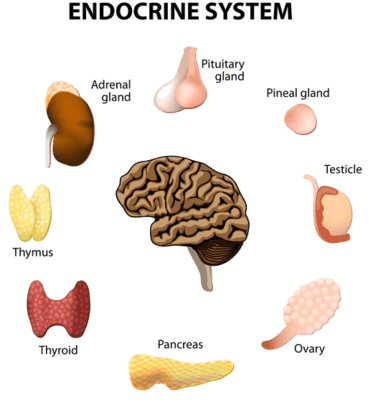 ENDOCRINE SYSTEM
Pituitary
gland
Adrenal
gland
Pineal gland
Testicle
Thymus
Thyroid
Pancreas
Ovary